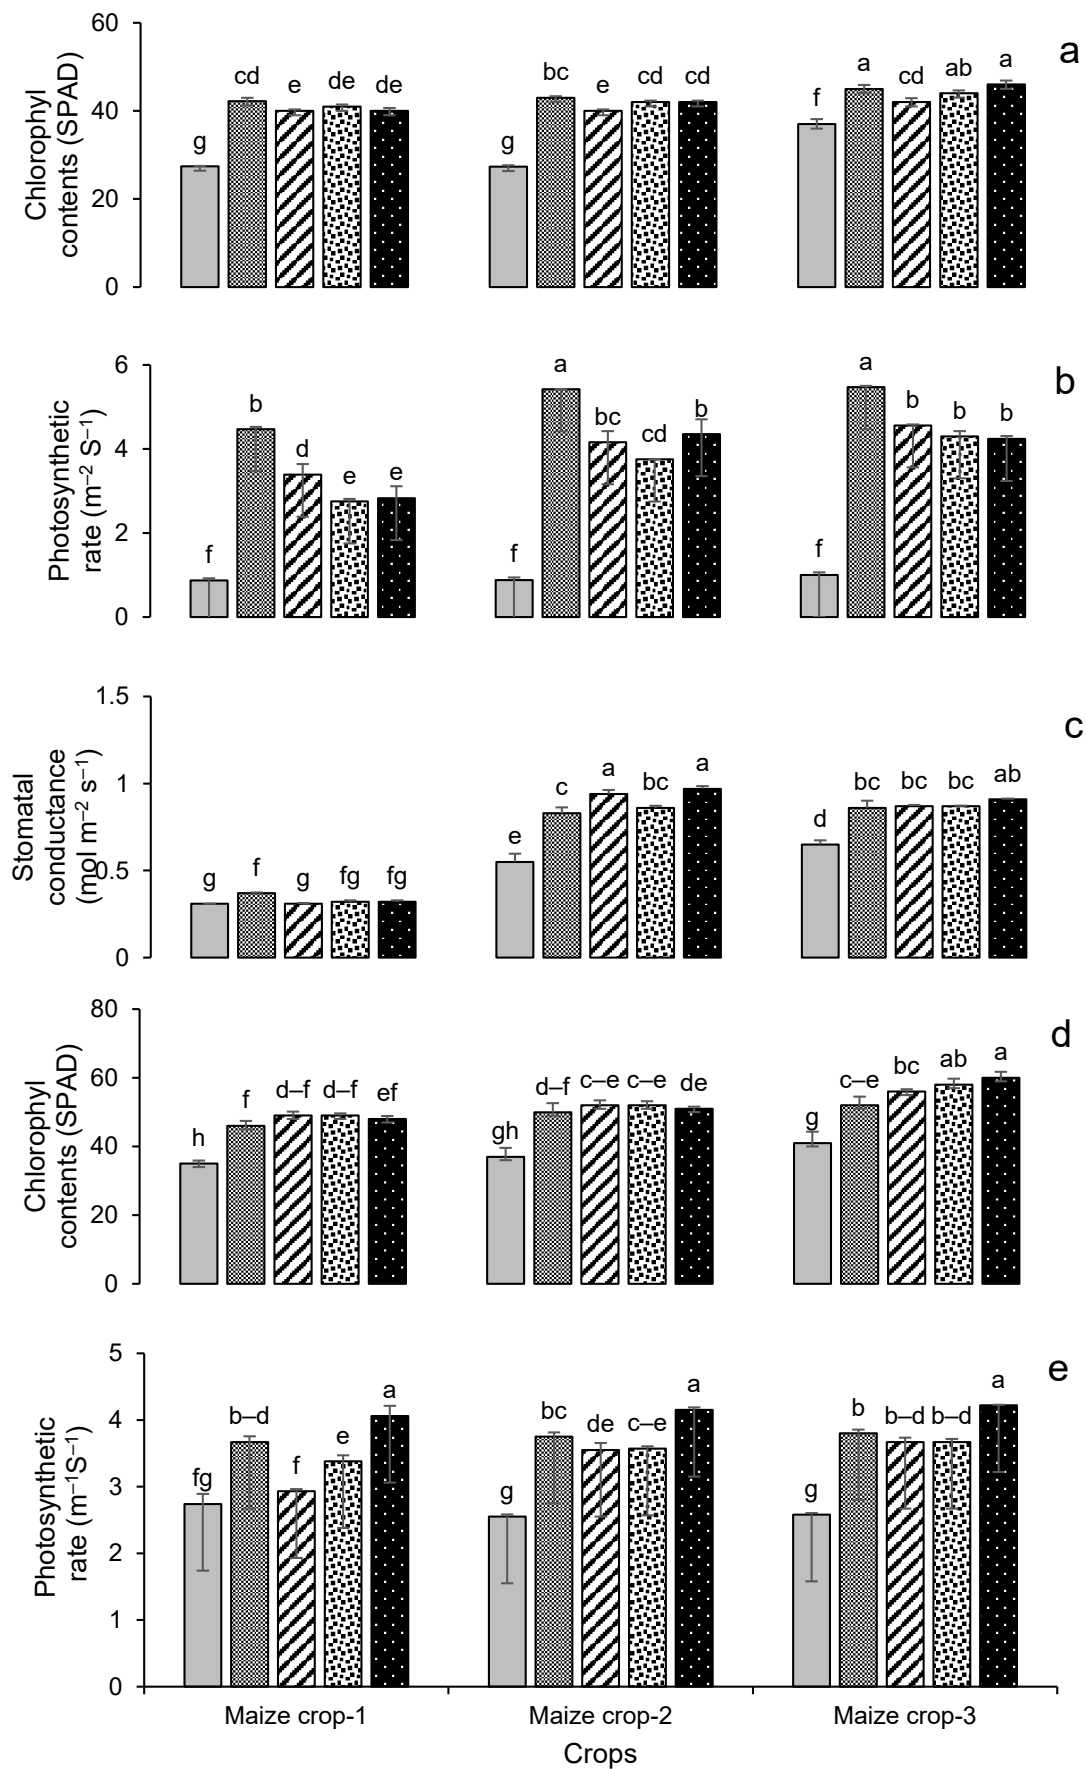 a
Chlorophyll
contents (SPAD)
60
40
20
0
g cd e de de
g bc e cd cd
f a cd ab a
b
Photosynthetic
rate (m⁻² S⁻¹)
6
4
2
0
f b d e e
f a bc cd b
f a b b b
c
Stomatal
conductance
(mol m⁻² s⁻¹)
1.5
1
0.5
0
g f g fg fg
e c a bc a
d bc bc bc ab
d
Chlorophyll
contents (SPAD)
80
60
40
20
0
h f d–f d–f ef
gh d–f c–e c–e de
g c–e bc ab a
e
Photosynthetic
rate (m⁻¹S⁻¹)
5
4
3
2
1
0
fg b–d f e a
g bc de c–e a
g b b–d b–d a
Maize crop-1 Maize crop-2 Maize crop-3
Crops